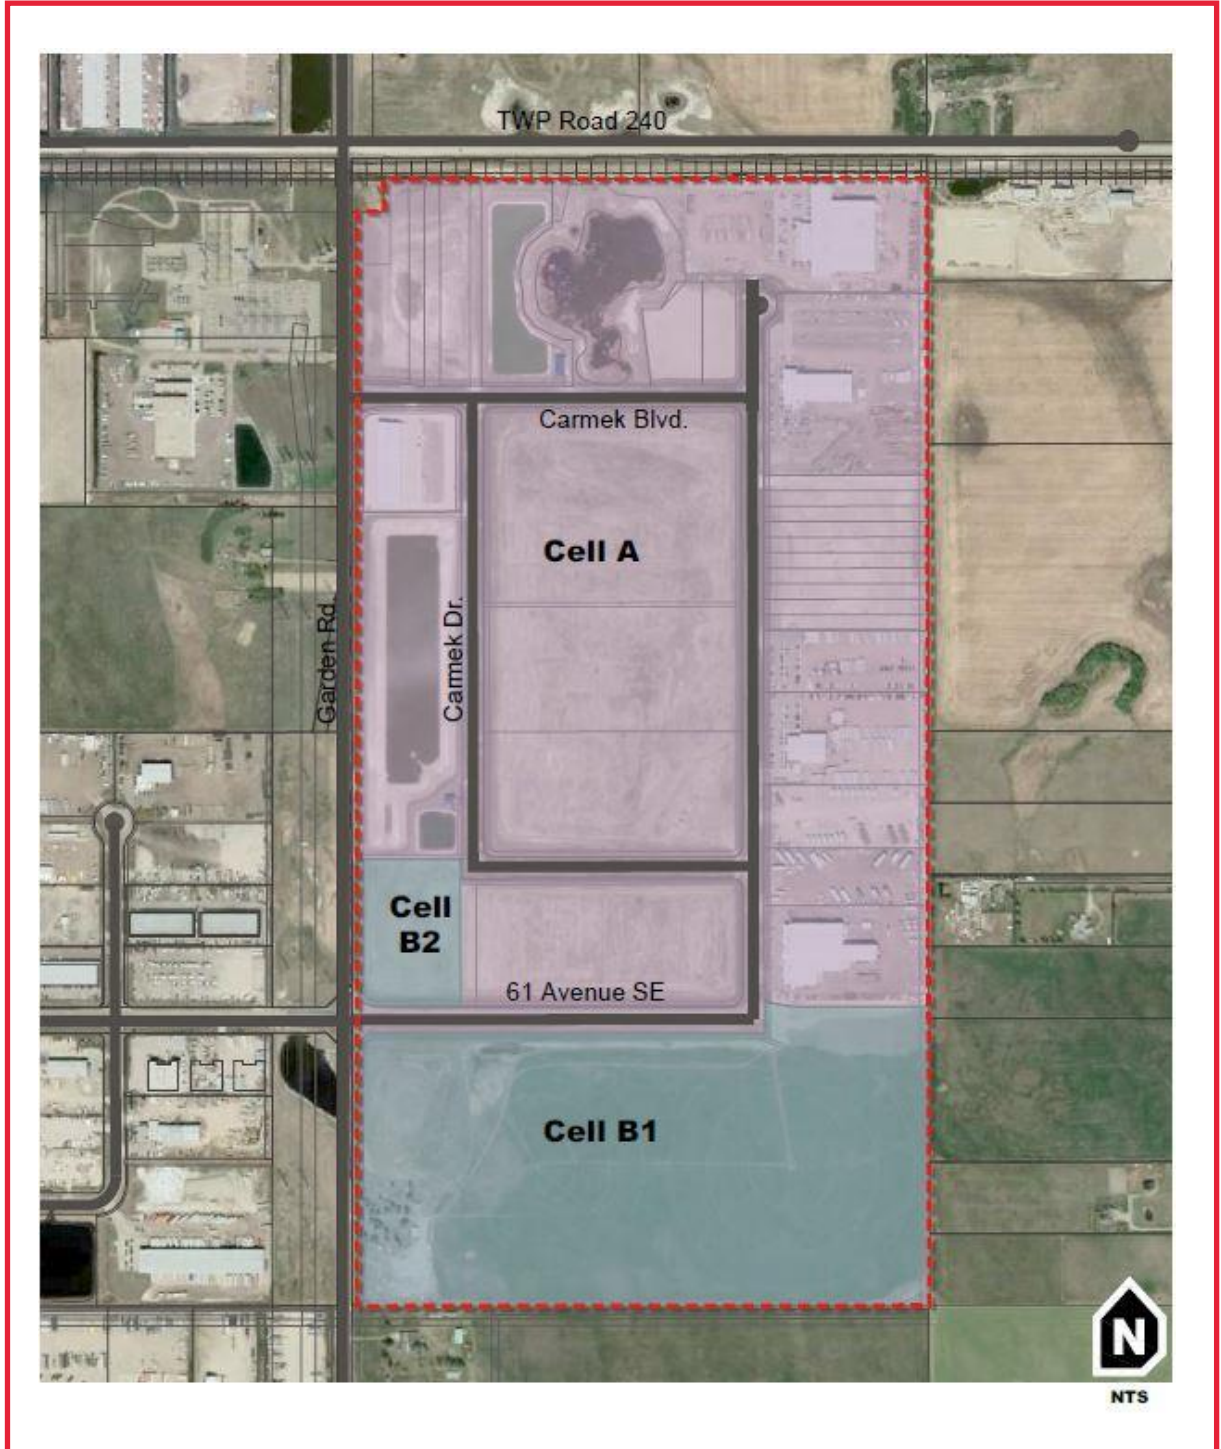 TWP Road 240
Carmek Blvd.
Cell A
Garden Rd.
Carmek Dr.
Cell
B2
61 Avenue SE
Cell B1
N
NTS